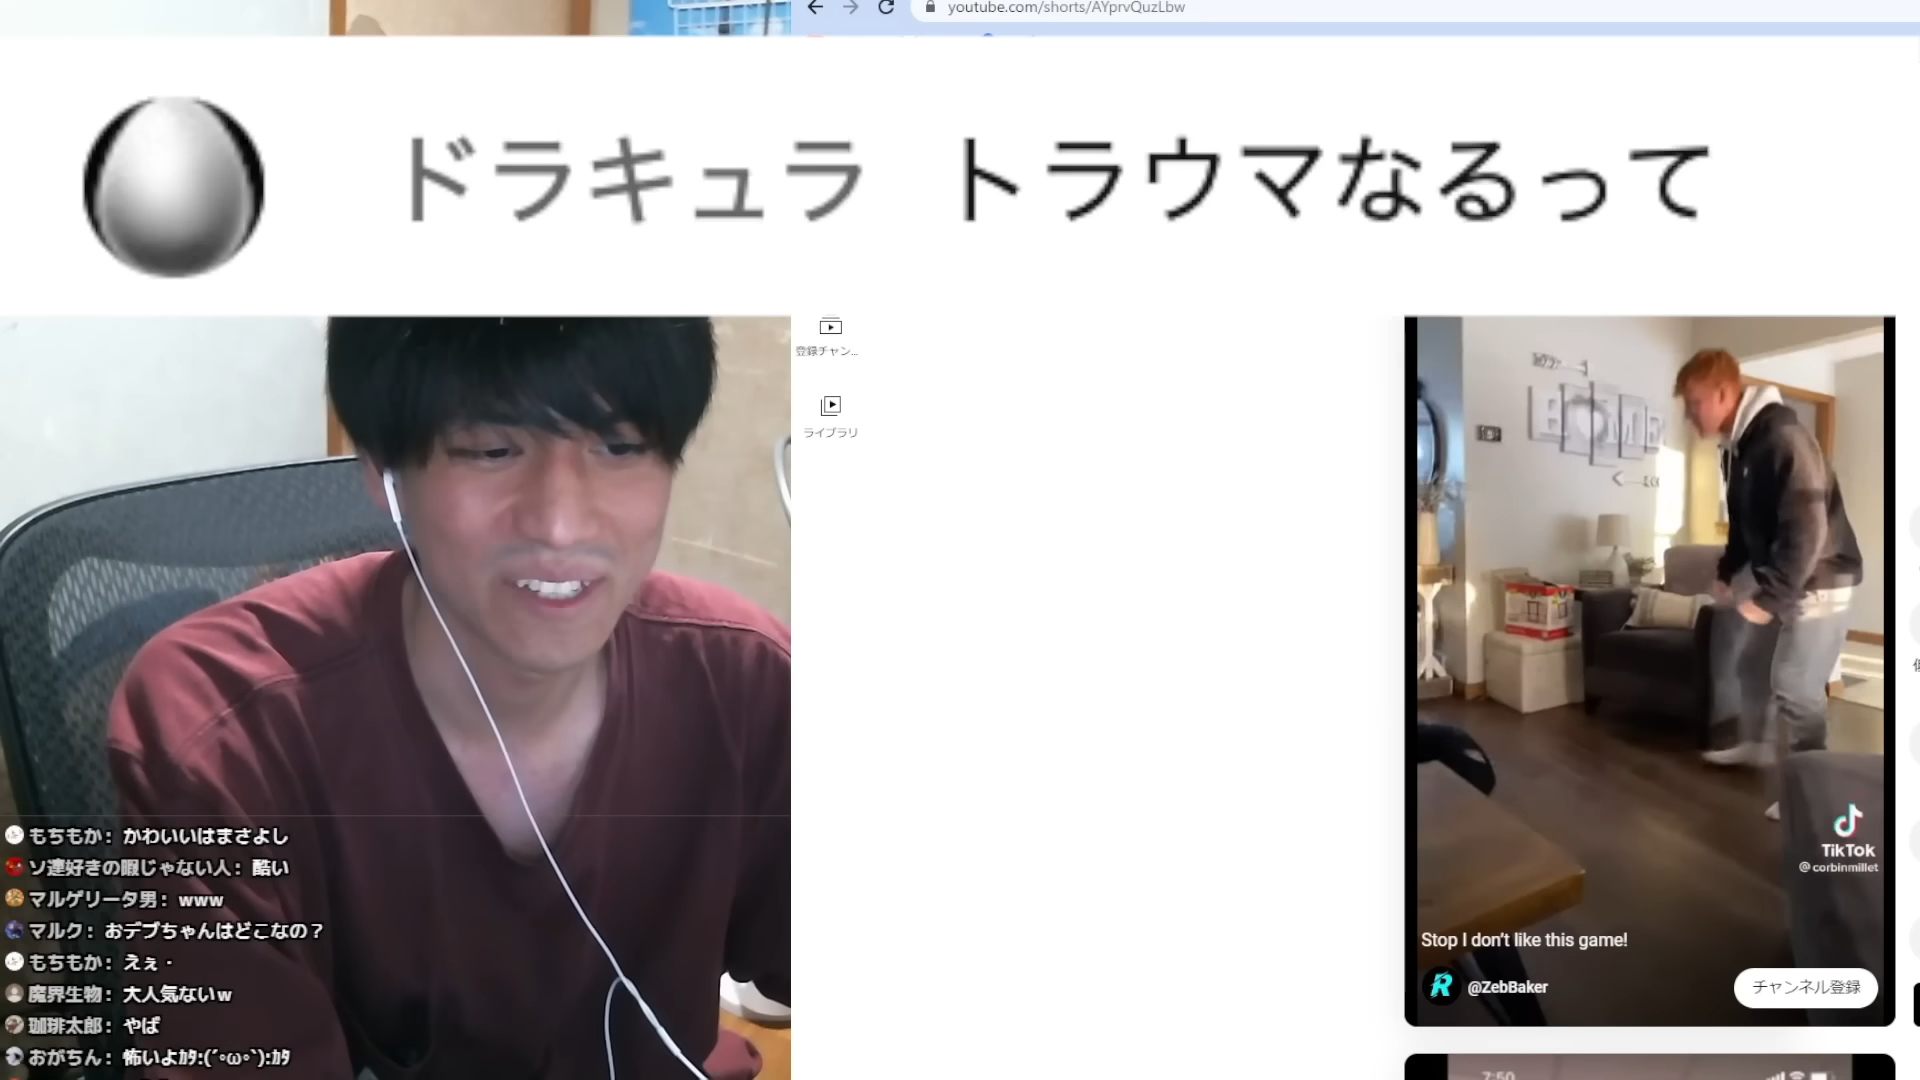 youtube.com/shorts/AYprvQuzLbw
ドラキュラ トラウマなるって
登録チャン...
ライブラリ
HOME
TikTok
@corbinmillet
Stop I don't like this game!
@ZebBaker
チャンネル登録
7:50
もちもか: かわいいはまさよし
ソ連好きの暇じゃない人: 酷い
マルゲリータ男: www
マルク: おデブちゃんはどこなの？
もちもか: えぇ・
魔界生物: 大人気ないw
珈琲太郎: やば
おがちん: 怖いよｶﾀ:(´◦ω◦`):ｶﾀ